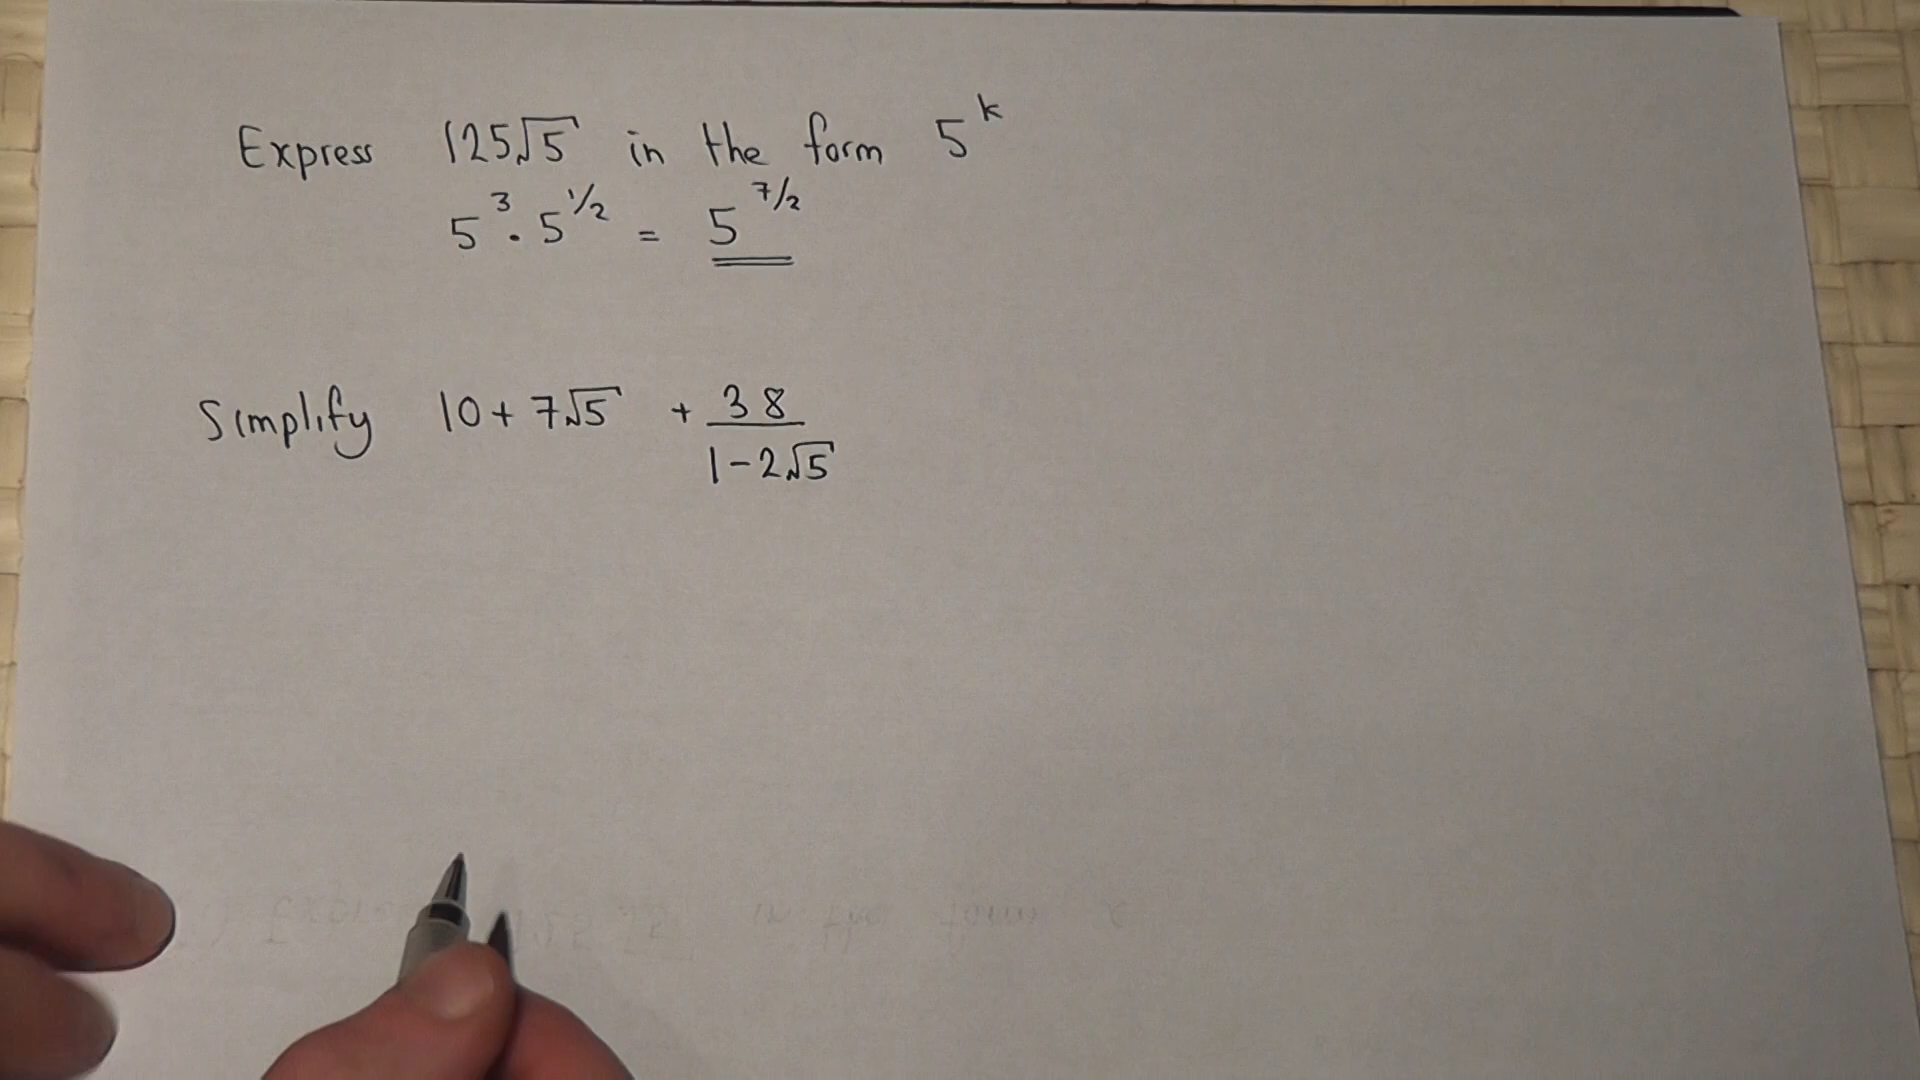 Express 125√5 in the form 5^k
5^3 . 5^1/2 = 5^7/2
Simplify 10 + 7√5 + 38/(1-2√5)